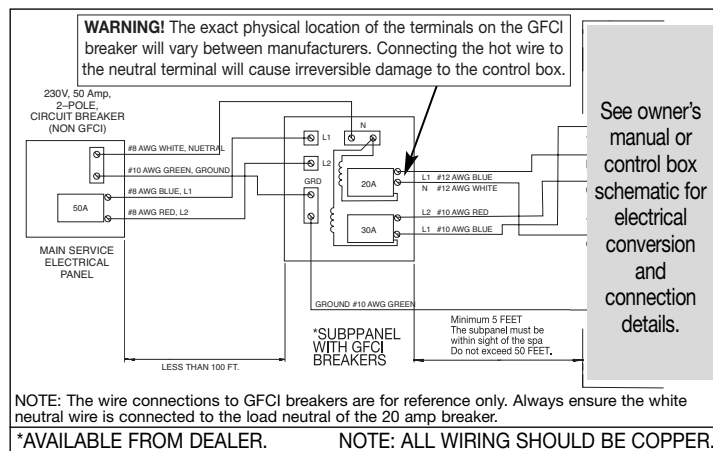 WARNING! The exact physical location of the terminals on the GFCI
breaker will vary between manufacturers. Connecting the hot wire to
the neutral terminal will cause irreversible damage to the control box.
230V, 50 Amp,
2–POLE,
CIRCUIT BREAKER
(NON GFCI)
#8 AWG WHITE, NUETRAL
#10 AWG GREEN, GROUND
#8 AWG BLUE, L1
#8 AWG RED, L2
50A
MAIN SERVICE
ELECTRICAL
PANEL
N
L1
L2
GRD
20A
30A
L1 #12 AWG BLUE
N #12 AWG WHITE
L2 #10 AWG RED
L1 #10 AWG BLUE
GROUND #10 AWG GREEN
See owner's
manual or
control box
schematic for
electrical
conversion
and
connection
details.
*SUBPPANEL
WITH GFCI
BREAKERS
Minimum 5 FEET
The subpanel must be
within sight of the spa
Do not exceed 50 FEET.
LESS THAN 100 FT.
NOTE: The wire connections to GFCI breakers are for reference only. Always ensure the white
neutral wire is connected to the load neutral of the 20 amp breaker.
*AVAILABLE FROM DEALER. NOTE: ALL WIRING SHOULD BE COPPER.